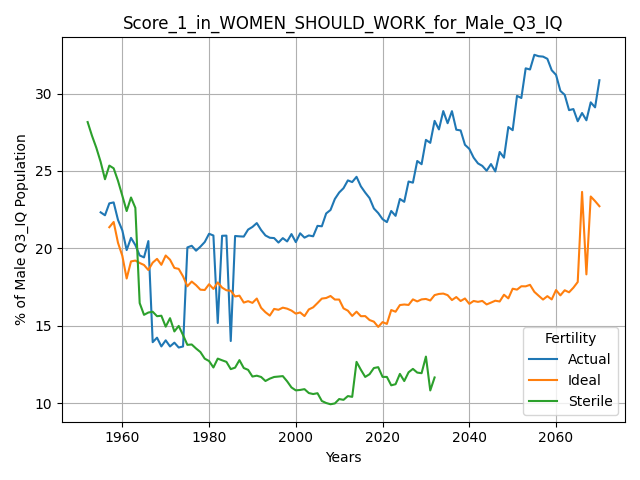 Score_1_in_WOMEN_SHOULD_WORK_for_Male_Q3_IQ
% of Male Q3_IQ Population
30
25
20
15
10
1960 1980 2000 2020 2040 2060
Years
Fertility
Actual
Ideal
Sterile